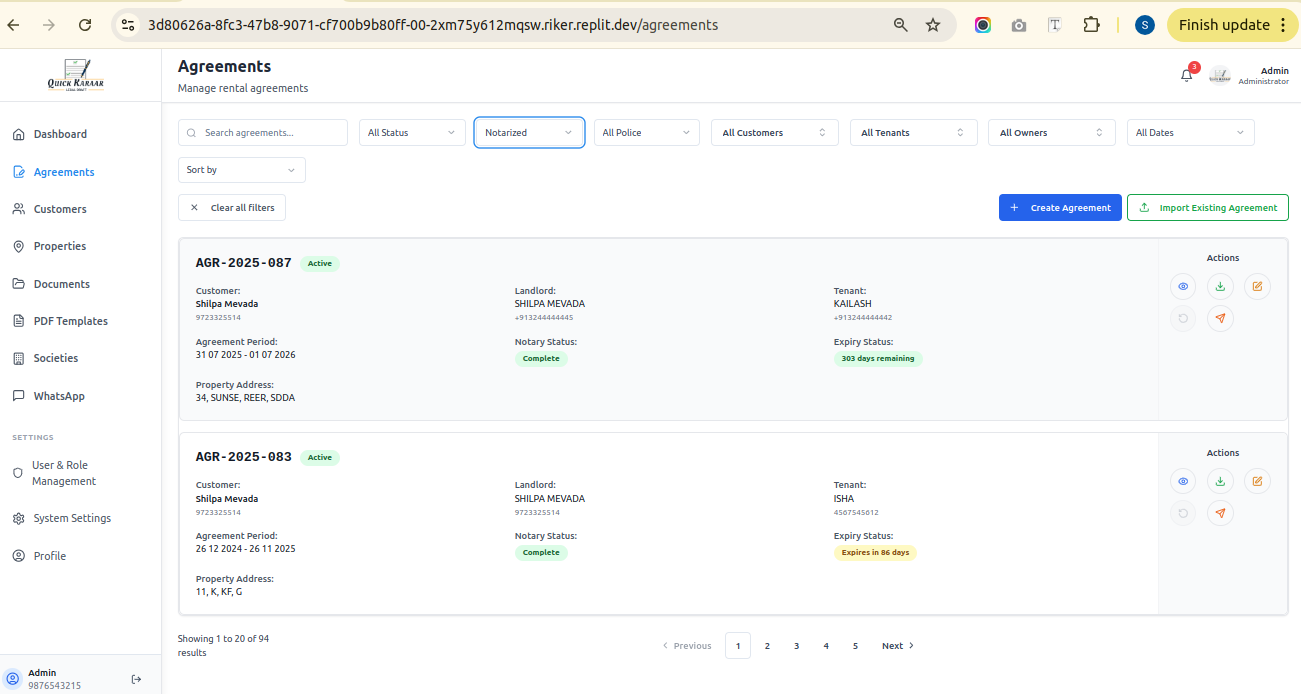 3d80626a-8fc3-47b8-9071-cf700b9b80ff-00-2xm75y612mqsw.riker.replit.dev/agreements
S
Finish update
QUICK KARAAR
LEGAL DRAFT
Agreements
Manage rental agreements
3
Admin
Administrator
Dashboard
Agreements
Customers
Properties
Documents
PDF Templates
Societies
WhatsApp
SETTINGS
User & Role
Management
System Settings
Profile
Admin
9876543215
Search agreements...
All Status
Notarized
All Police
All Customers
All Tenants
All Owners
All Dates
Sort by
Clear all filters
Create Agreement
Import Existing Agreement
AGR-2025-087
Active
Actions
Customer:
Shilpa Mevada
9723325514
Landlord:
SHILPA MEVADA
+913244444445
Tenant:
KAILASH
+913244444442
Agreement Period:
31 07 2025 - 01 07 2026
Notary Status:
Complete
Expiry Status:
303 days remaining
Property Address:
34, SUNSE, REER, SDDA
AGR-2025-083
Active
Actions
Customer:
Shilpa Mevada
9723325514
Landlord:
SHILPA MEVADA
9723325514
Tenant:
ISHA
4567545612
Agreement Period:
26 12 2024 - 26 11 2025
Notary Status:
Complete
Expiry Status:
Expires in 86 days
Property Address:
11, K, KF, G
Showing 1 to 20 of 94
results
Previous
1
2
3
4
5
Next